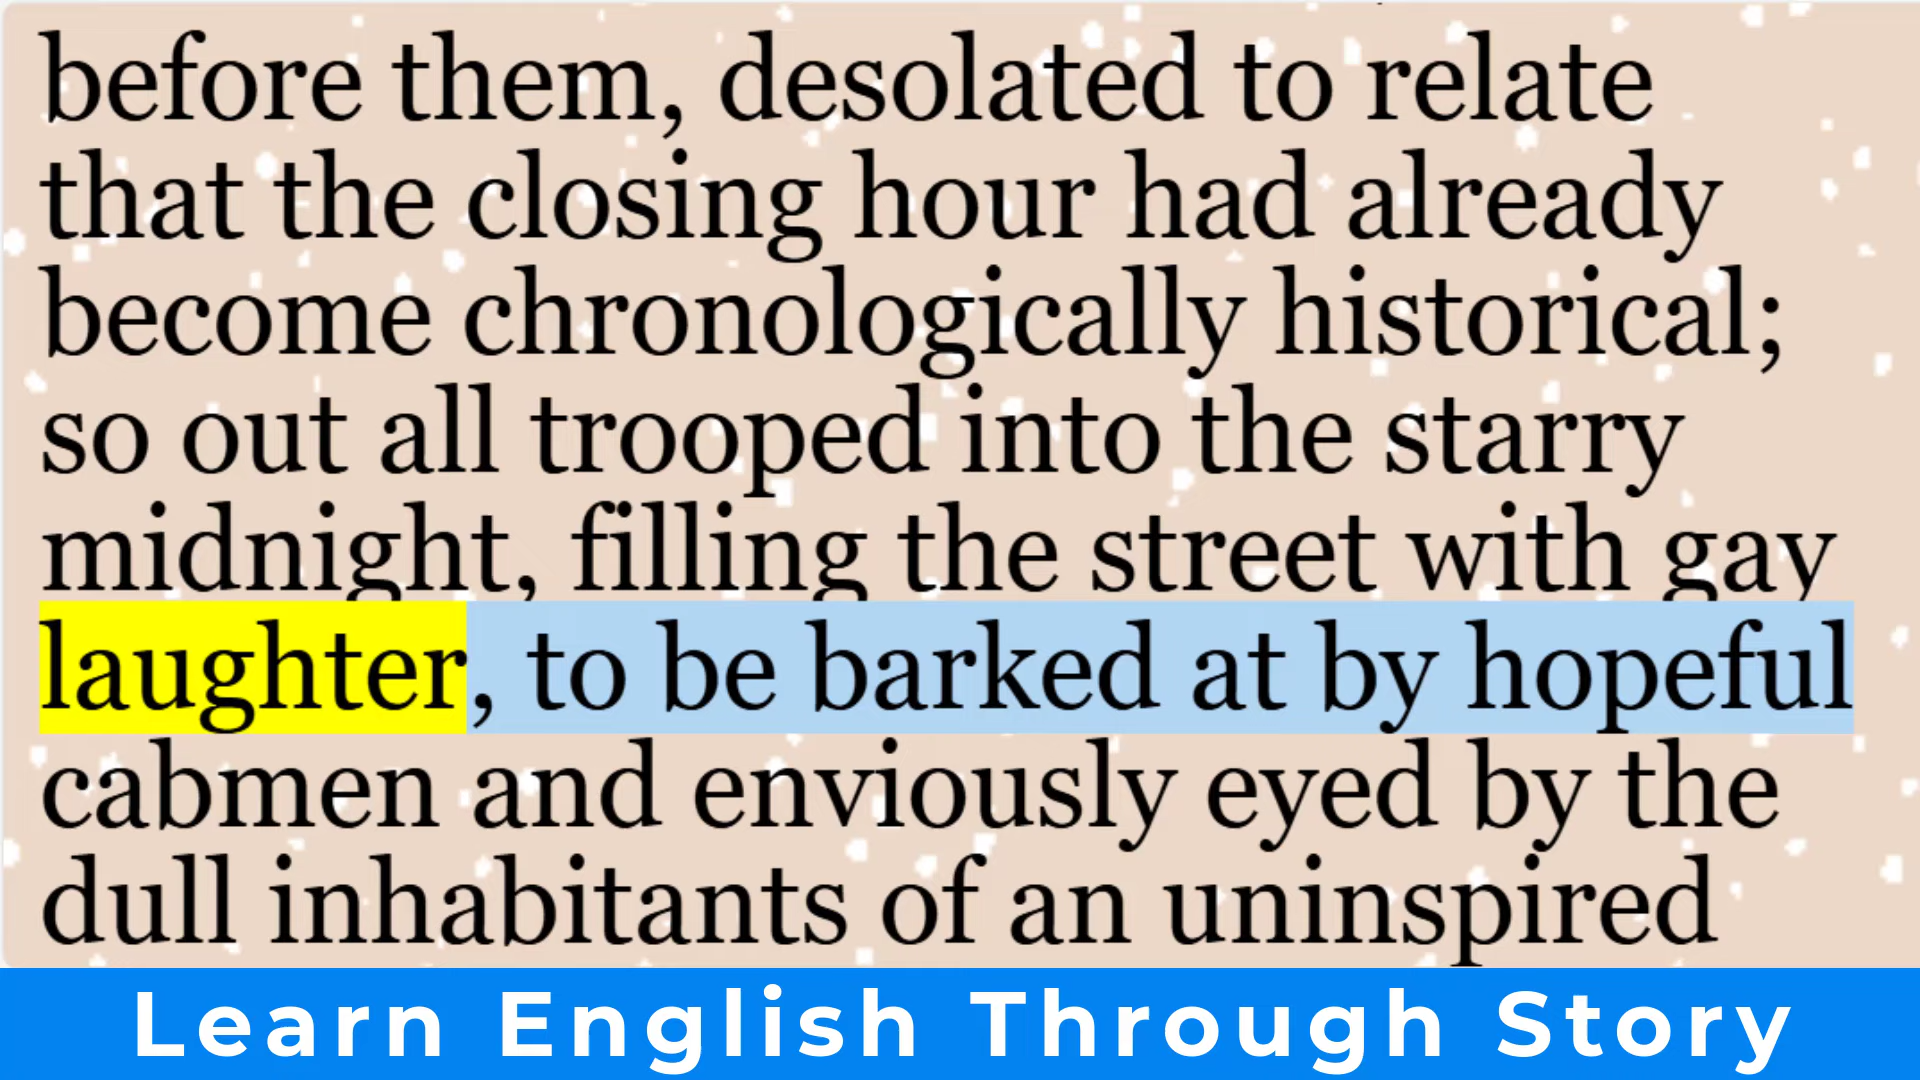 before them, desolated to relate
that the closing hour had already
become chronologically historical;
so out all trooped into the starry
midnight, filling the street with gay
laughter, to be barked at by hopeful
cabmen and enviously eyed by the
dull inhabitants of an uninspired
Learn English Through Story